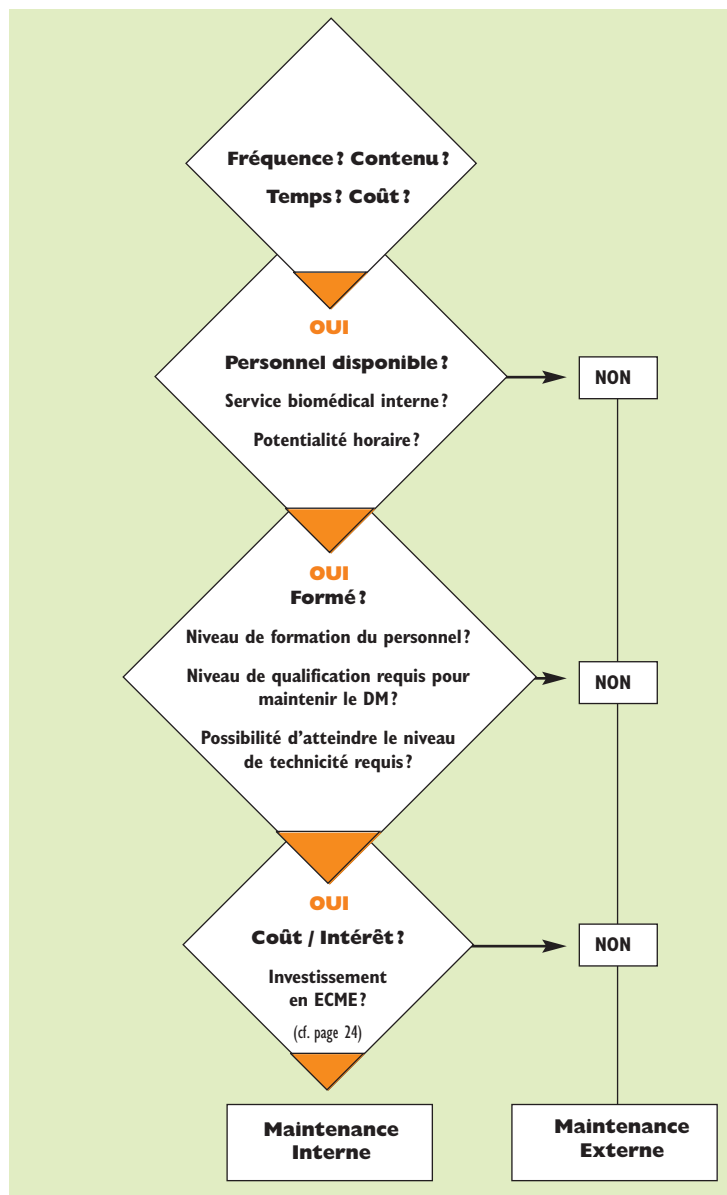 Fréquence? Contenu?
Temps? Coût?
OUI
Personnel disponible?
Service biomédical interne?
Potentialité horaire?
NON
OUI
Formé?
Niveau de formation du personnel?
Niveau de qualification requis pour
maintenir le DM?
Possibilité d'atteindre le niveau
de technicité requis?
NON
OUI
Coût / Intérêt?
Investissement
en ECME?
(cf. page 24)
NON
Maintenance
Interne
Maintenance
Externe